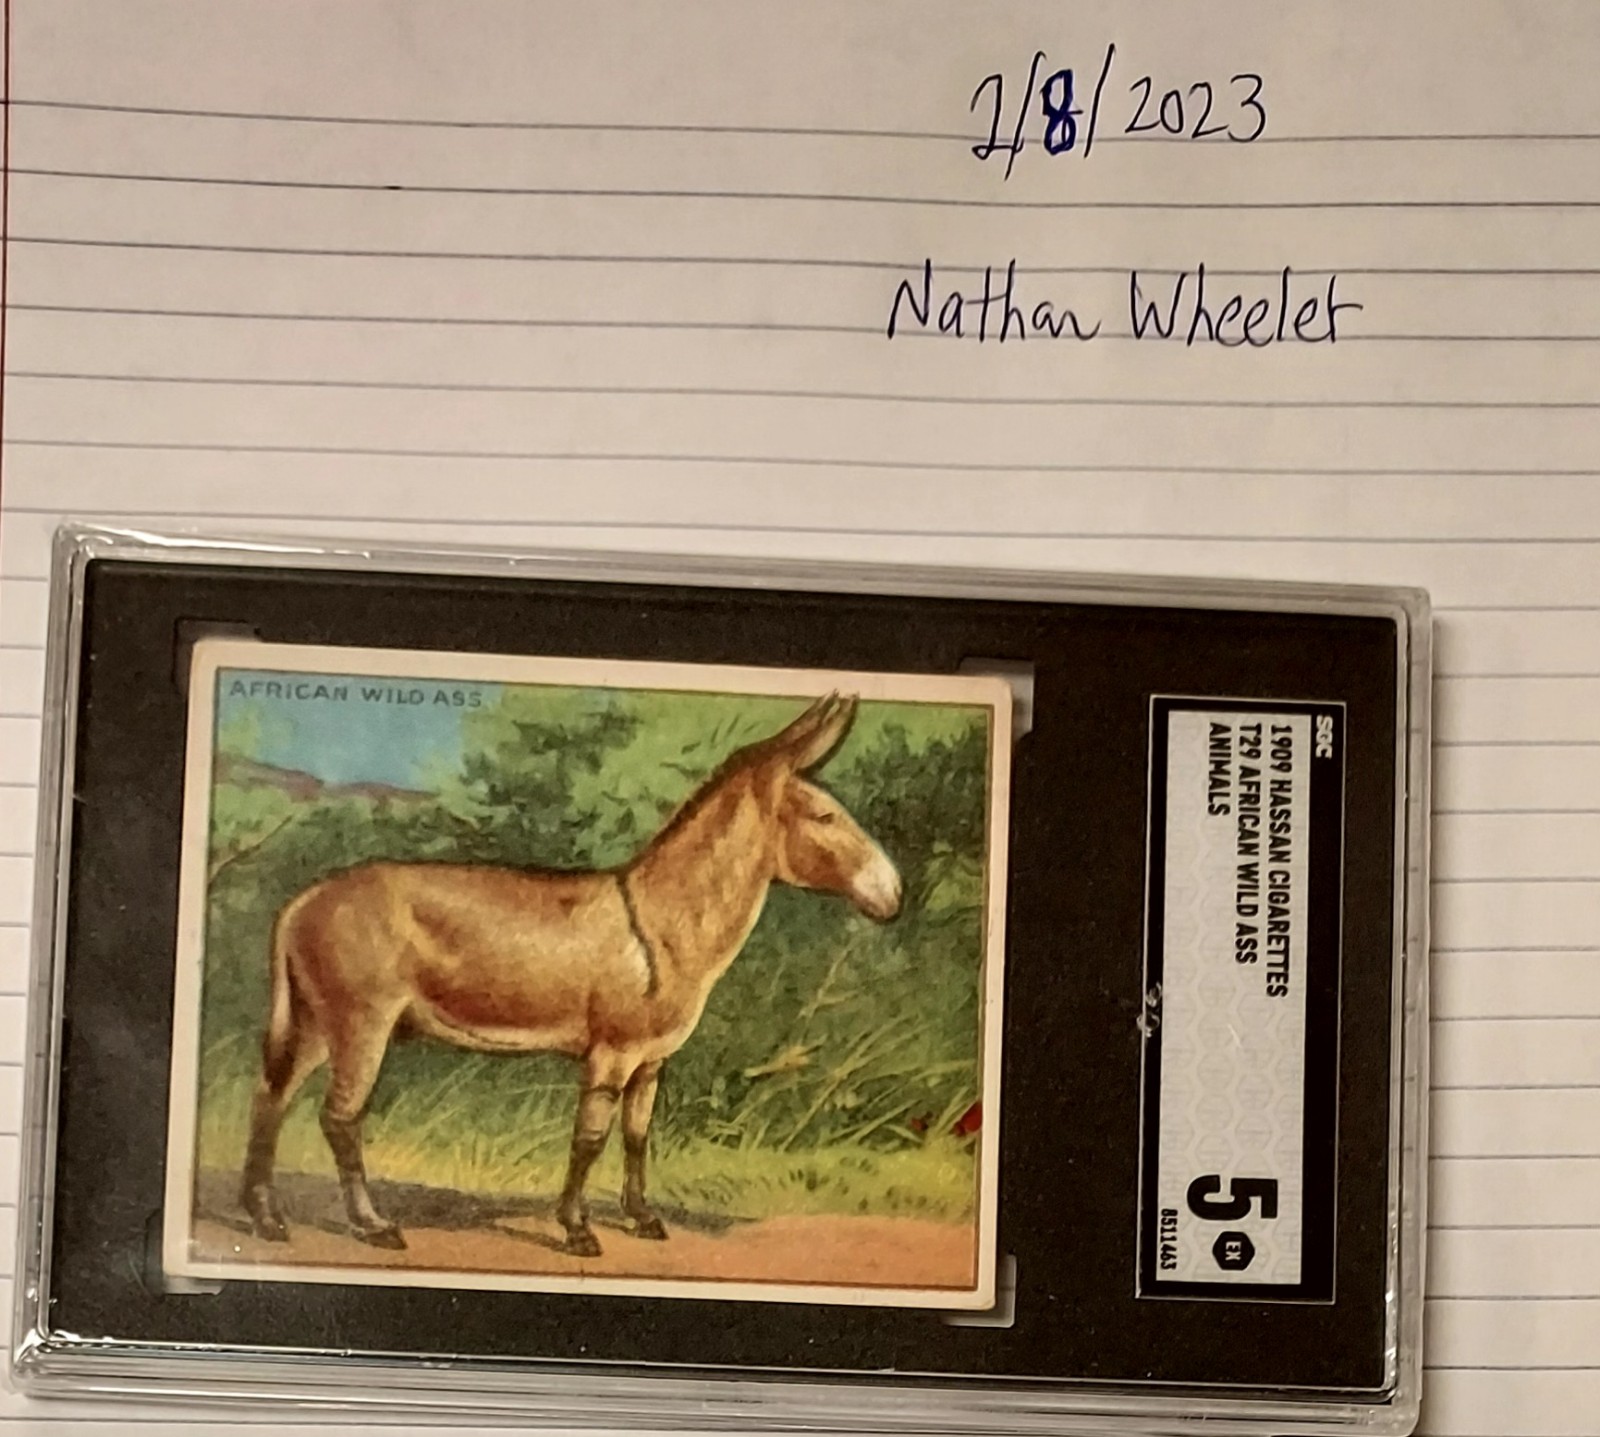 1/8/2023
Nathan Wheeler
AFRICAN WILD ASS
SGC
1909 HASSAN CIGARETTES
T29 AFRICAN WILD ASS
ANIMALS
5
EX
8511463